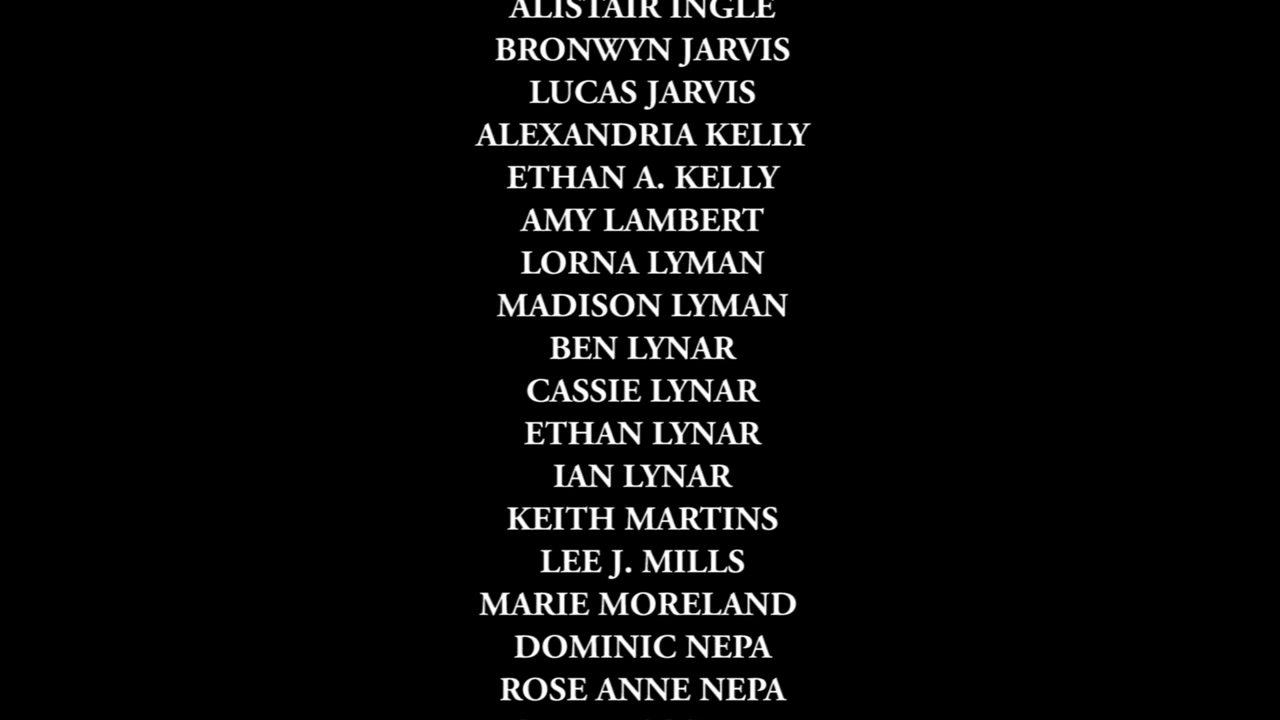 ALISTAIR INGLE
BRONWYN JARVIS
LUCAS JARVIS
ALEXANDRIA KELLY
ETHAN A. KELLY
AMY LAMBERT
LORNA LYMAN
MADISON LYMAN
BEN LYNAR
CASSIE LYNAR
ETHAN LYNAR
IAN LYNAR
KEITH MARTINS
LEE J. MILLS
MARIE MORELAND
DOMINIC NEPA
ROSE ANNE NEPA